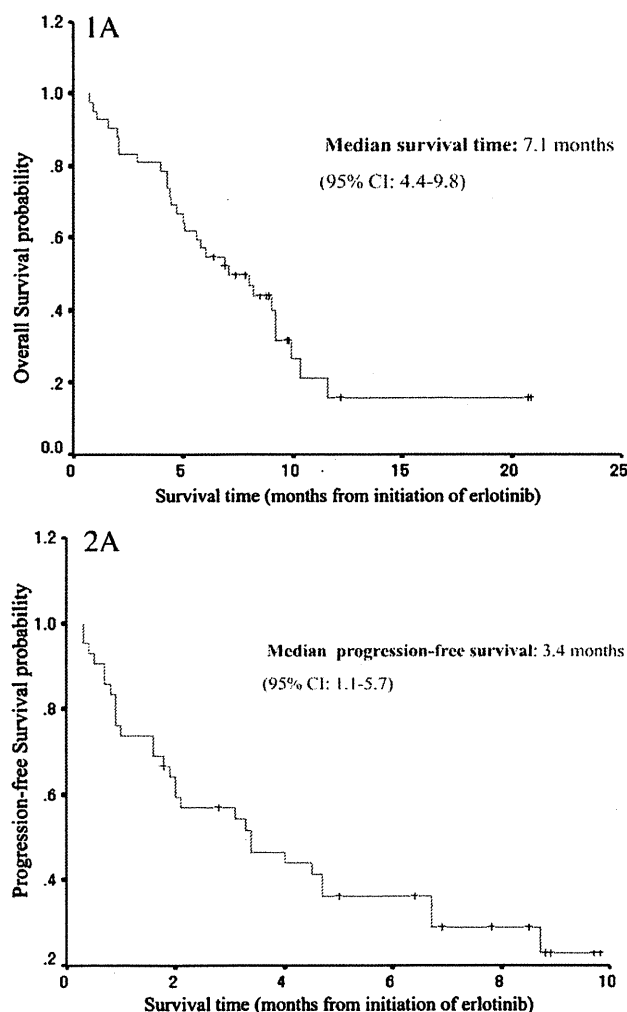 1A
1.2
1.0
.8
.6
.4
.2
0.0
Overall Survival probability
Median survival time: 7.1 months
(95% CI: 4.4-9.8)
0 5 10 15 20 25
Survival time (months from initiation of erlotinib)
2A
1.2
1.0
.8
.6
.4
.2
Progression-free Survival probability
Median progression-free survival: 3.4 months
(95% CI: 1.1-5.7)
0 2 4 6 8 10
Survival time (months from initiation of erlotinib)